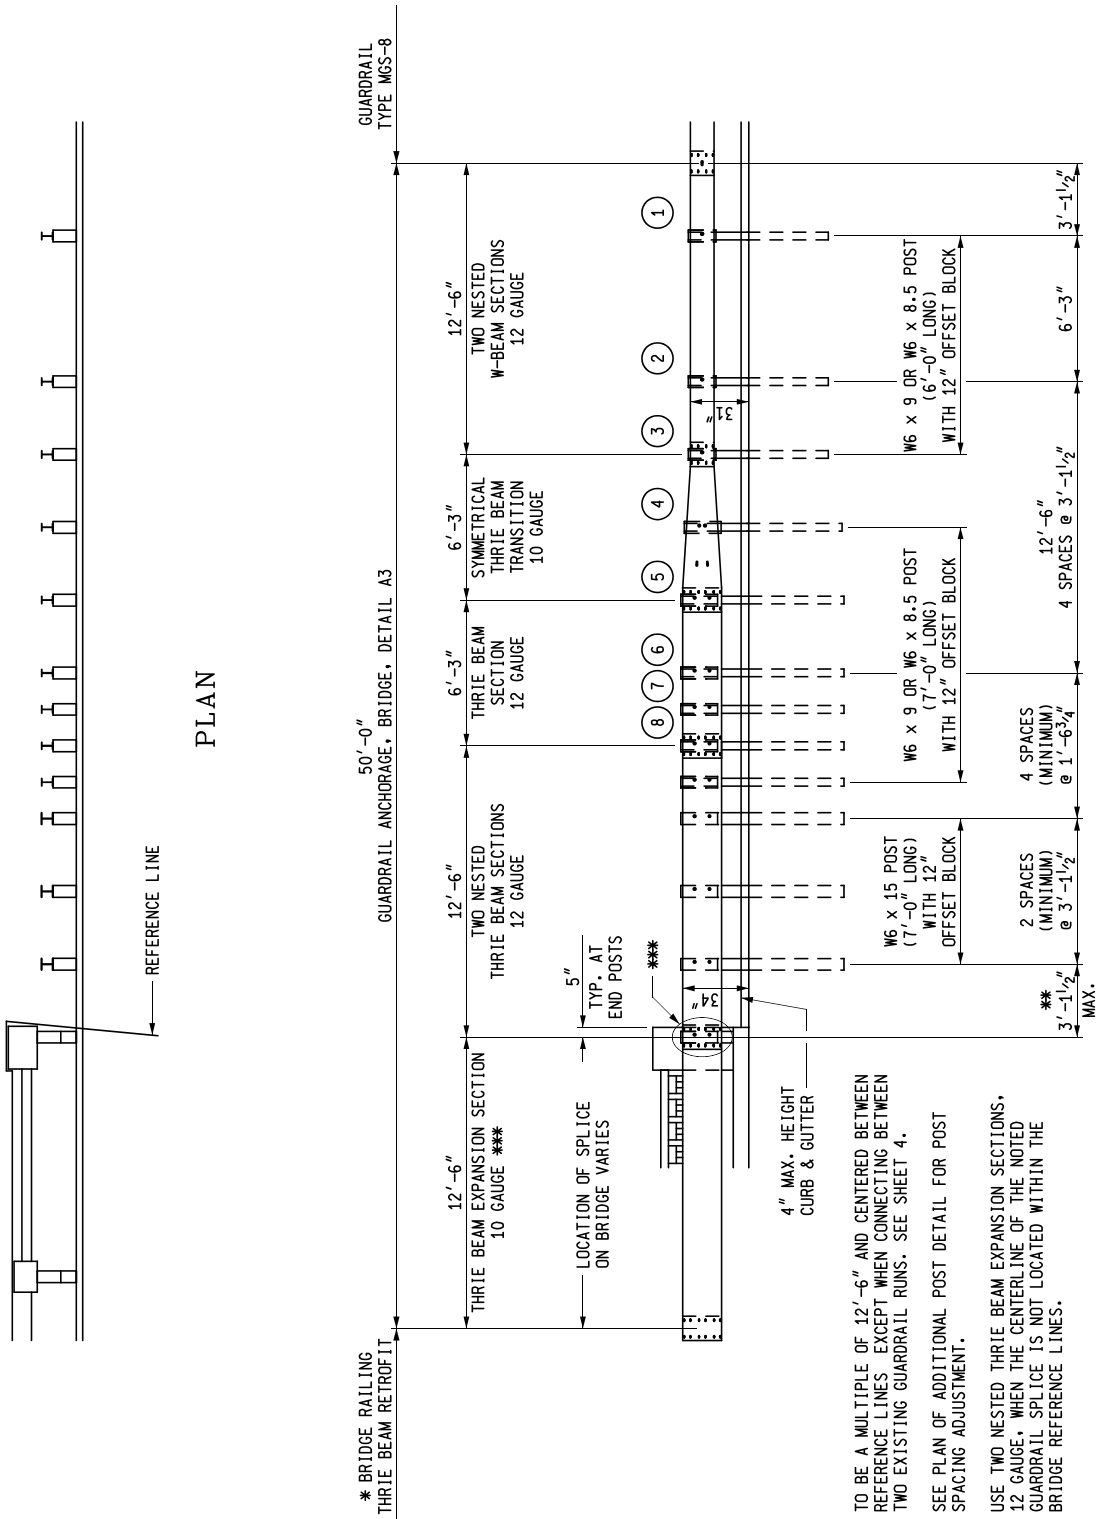 REFERENCE LINE
PLAN
* BRIDGE RAILING
THRIE BEAM RETROFIT
50'-0"
GUARDRAIL ANCHORAGE, BRIDGE, DETAIL A3
GUARDRAIL
TYPE MGS-8
12'-6"
THRIE BEAM EXPANSION SECTION
10 GAUGE ***
12'-6"
TWO NESTED
THRIE BEAM SECTIONS
12 GAUGE
6'-3"
THRIE BEAM
SECTION
12 GAUGE
6'-3"
SYMMETRICAL
THRIE BEAM
TRANSITION
10 GAUGE
12'-6"
TWO NESTED
W-BEAM SECTIONS
12 GAUGE
LOCATION OF SPLICE
ON BRIDGE VARIES
5"
TYP. AT
END POSTS
***
8
7
6
5
4
3
2
1
34"
31"
4" MAX. HEIGHT
CURB & GUTTER
W6 x 15 POST
(7'-0" LONG)
WITH 12"
OFFSET BLOCK
W6 x 9 OR W6 x 8.5 POST
(7'-0" LONG)
WITH 12" OFFSET BLOCK
W6 x 9 OR W6 x 8.5 POST
(6'-0" LONG)
WITH 12" OFFSET BLOCK
**
3'-1 1/2"
MAX.
2 SPACES
(MINIMUM)
@ 3'-1 1/2"
4 SPACES
(MINIMUM)
@ 1'-6 3/4"
12'-6"
4 SPACES @ 3'-1 1/2"
6'-3"
3'-1 1/2"
TO BE A MULTIPLE OF 12'-6" AND CENTERED BETWEEN
REFERENCE LINES EXCEPT WHEN CONNECTING BETWEEN
TWO EXISTING GUARDRAIL RUNS. SEE SHEET 4.
SEE PLAN OF ADDITIONAL POST DETAIL FOR POST
SPACING ADJUSTMENT.
USE TWO NESTED THRIE BEAM EXPANSION SECTIONS,
12 GAUGE, WHEN THE CENTERLINE OF THE NOTED
GUARDRAIL SPLICE IS NOT LOCATED WITHIN THE
BRIDGE REFERENCE LINES.